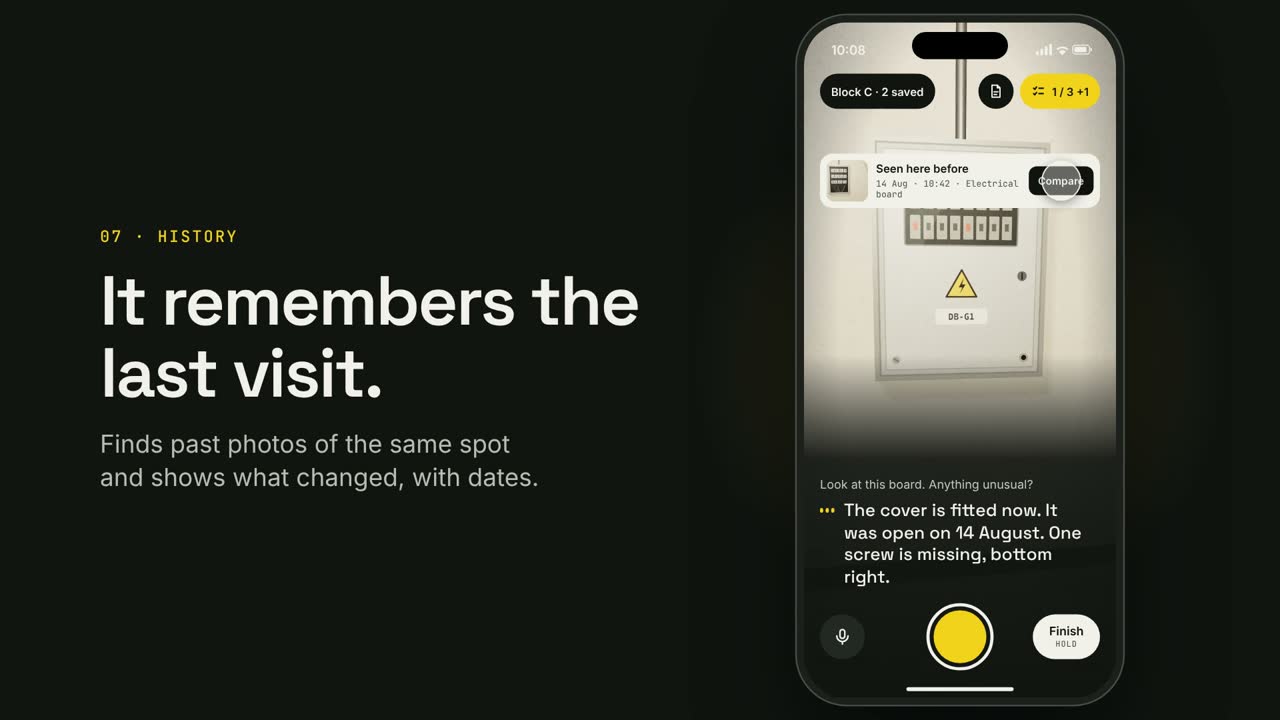 07 · HISTORY
It remembers the
last visit.
Finds past photos of the same spot
and shows what changed, with dates.
10:08
Block C · 2 saved
1 / 3 +1
Seen here before
14 Aug · 10:42 · Electrical
board
Compare
DB-G1
Look at this board. Anything unusual?
The cover is fitted now. It
was open on 14 August. One
screw is missing, bottom
right.
Finish
HOLD